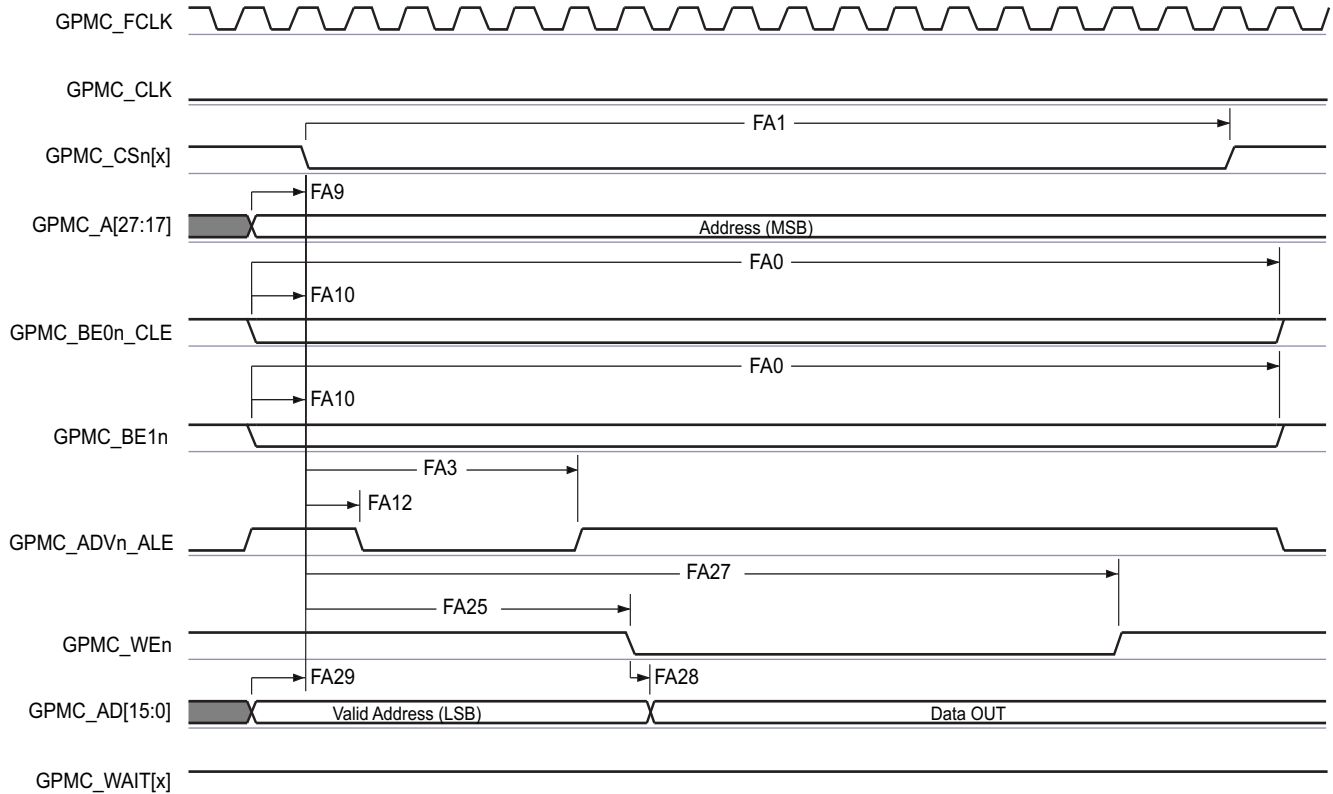 GPMC_FCLK
GPMC_CLK
FA1
GPMC_CSn[x]
FA9
GPMC_A[27:17]
Address (MSB)
FA0
FA10
GPMC_BE0n_CLE
FA0
FA10
GPMC_BE1n
FA3
FA12
GPMC_ADVn_ALE
FA27
FA25
GPMC_WEn
FA29
FA28
GPMC_AD[15:0]
Valid Address (LSB)
Data OUT
GPMC_WAIT[x]